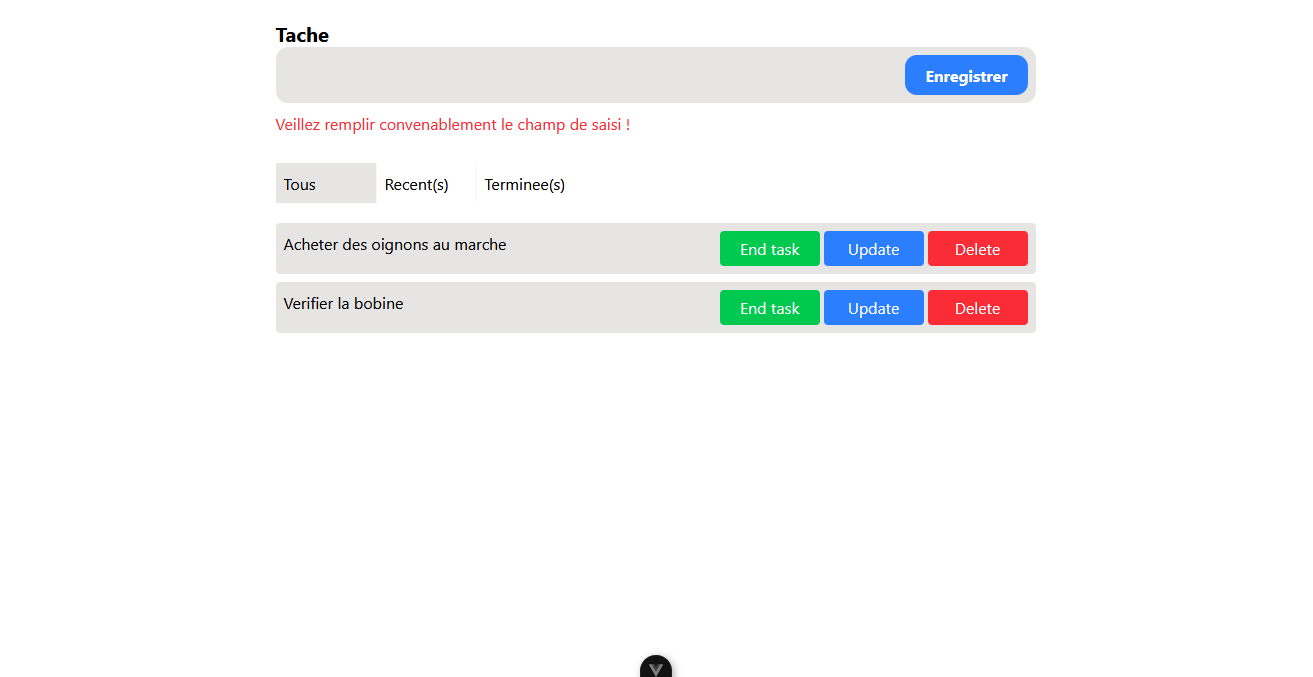 Tache
Enregistrer
Veillez remplir convenablement le champ de saisi !
Tous Recent(s) Terminee(s)
Acheter des oignons au marche End task Update Delete
Verifier la bobine End task Update Delete